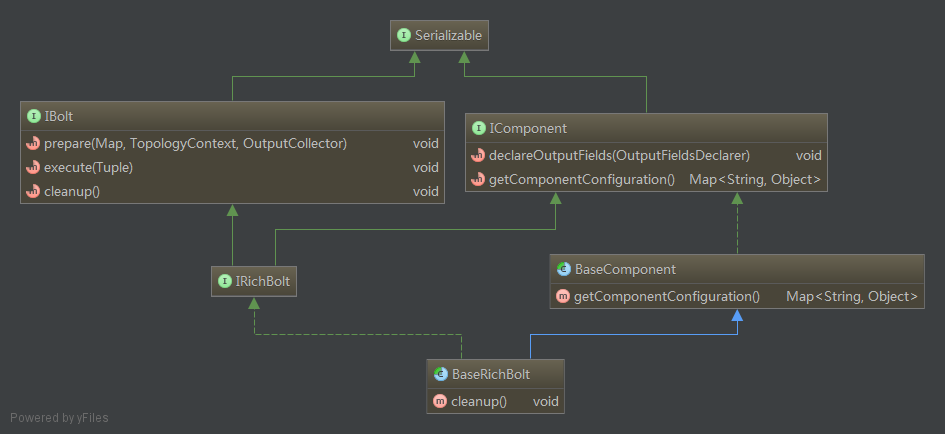 Serializable
IBolt
prepare(Map, TopologyContext, OutputCollector) void
execute(Tuple) void
cleanup() void
IComponent
declareOutputFields(OutputFieldsDeclarer) void
getComponentConfiguration() Map<String, Object>
IRichBolt
BaseComponent
getComponentConfiguration() Map<String, Object>
BaseRichBolt
cleanup() void
Powered by yFiles